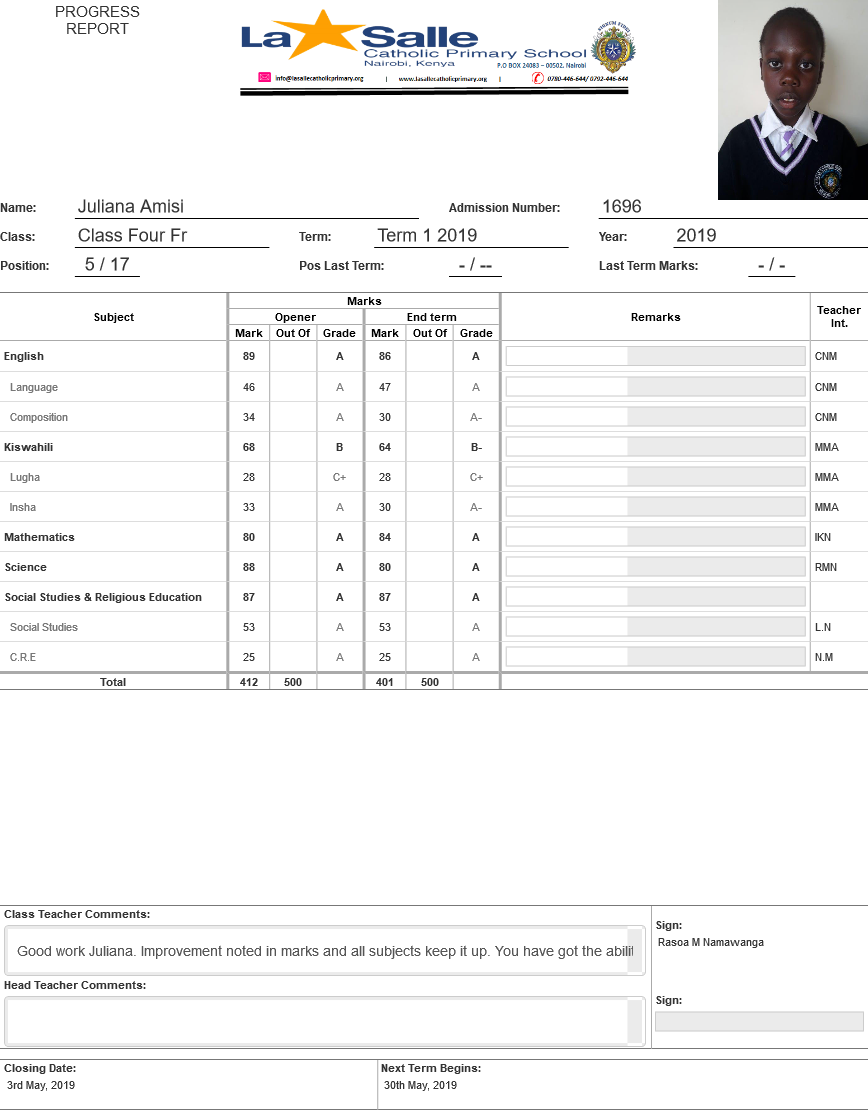 PROGRESS
REPORT
La Salle
Catholic Primary School
Nairobi, Kenya
P.O BOX 24083 – 00502, Nairobi
info@lasallecatholicprimary.org | www.lasallecatholicprimary.org | 0780-446-644/ 0792-446-644
Name: Juliana Amisi Admission Number: 1696
Class: Class Four Fr Term: Term 1 2019 Year: 2019
Position: 5 / 17 Pos Last Term: - / -- Last Term Marks: - / -
Marks
Subject Opener End term Remarks Teacher Int.
Mark Out Of Grade Mark Out Of Grade
English 89 A 86 A CNM
Language 46 A 47 A CNM
Composition 34 A 30 A- CNM
Kiswahili 68 B 64 B- MMA
Lugha 28 C+ 28 C+ MMA
Insha 33 A 30 A- MMA
Mathematics 80 A 84 A IKN
Science 88 A 80 A RMN
Social Studies & Religious Education 87 A 87 A
Social Studies 53 A 53 A L.N
C.R.E 25 A 25 A N.M
Total 412 500 401 500
Class Teacher Comments:
Good work Juliana. Improvement noted in marks and all subjects keep it up. You have got the abili
Sign:
Rasoa M Namawanga
Head Teacher Comments:
Sign:
Closing Date: Next Term Begins:
3rd May, 2019 30th May, 2019